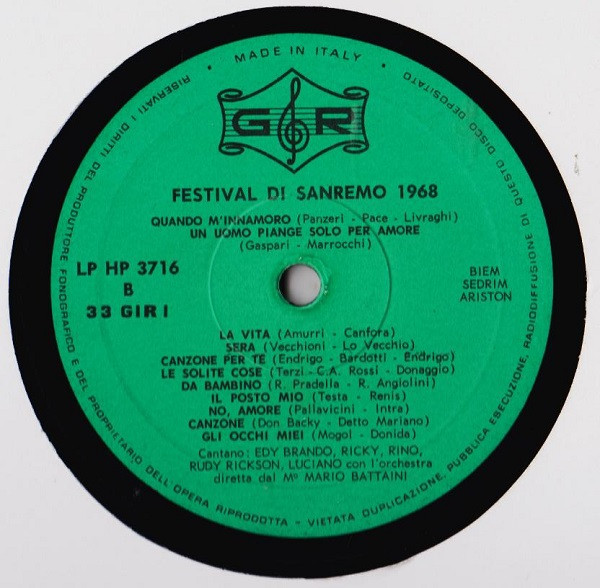 • MADE IN ITALY •
RISERVATI I DIRITTI DEL PRODUTTORE FONOGRAFICO E DEL PROPRIETARIO DELL'OPERA RIPRODOTTA - VIETATA DUPLICAZIONE, PUBBLICA ESECUZIONE, RADIODIFFUSIONE DI QUESTO DISCO DEPOSITATO
G R
FESTIVAL DI SANREMO 1968
QUANDO M'INNAMORO (Panzeri - Pace - Livraghi)
UN UOMO PIANGE SOLO PER AMORE
(Gaspari - Marrocchi)
LP HP 3716
B
33 GIRI
BIEM
SEDRIM
ARISTON
LA VITA (Amurri - Canfora)
SERA (Vecchioni - Lo Vecchio)
CANZONE PER TE (Endrigo - Bardotti - Endrigo)
LE SOLITE COSE (Terzi - C.A. Rossi - Donaggio)
DA BAMBINO (R. Pradella - R. Angiolini)
IL POSTO MIO (Testa - Renis)
NO, AMORE (Pallavicini - Intra)
CANZONE (Don Backy - Detto Mariano)
GLI OCCHI MIEI (Mogol - Donida)
Cantano: EDY BRANDO, RICKY, RINO,
RUDY RICKSON, LUCIANO con l'orchestra
diretta dal Mº MARIO BATTAINI